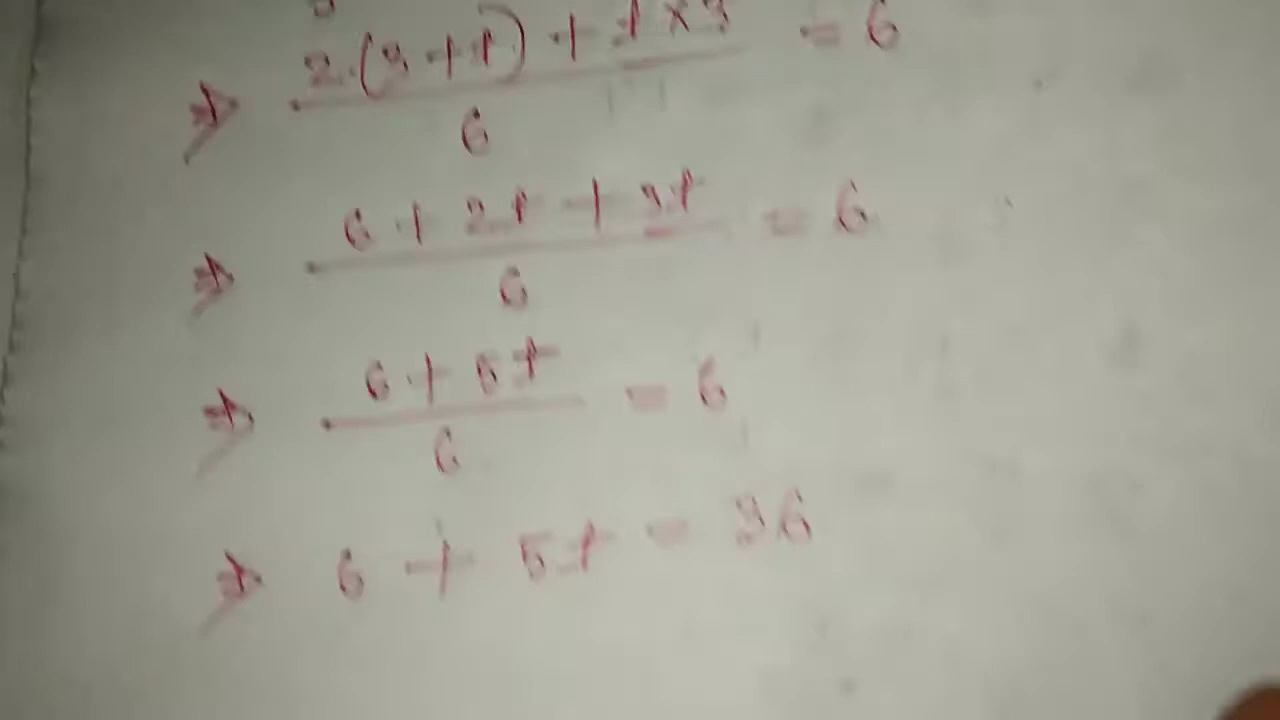 ⇒ 2.(3+t) + t×3 / 6 = 6
⇒ 6 + 2t + 3t / 6 = 6
⇒ 6 + 5t / 6 = 6
⇒ 6 + 5t = 36